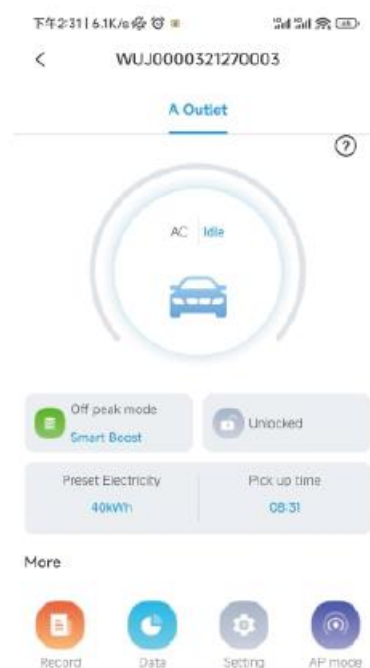 下午2:31 | 6.1K/s
WUJ0000321270003
A Outlet
?
AC Idle
Off peak mode
Smart Boost
Unlocked
Preset Electricity
40kWh
Pick up time
08:31
More
Record Data Setting AP mode